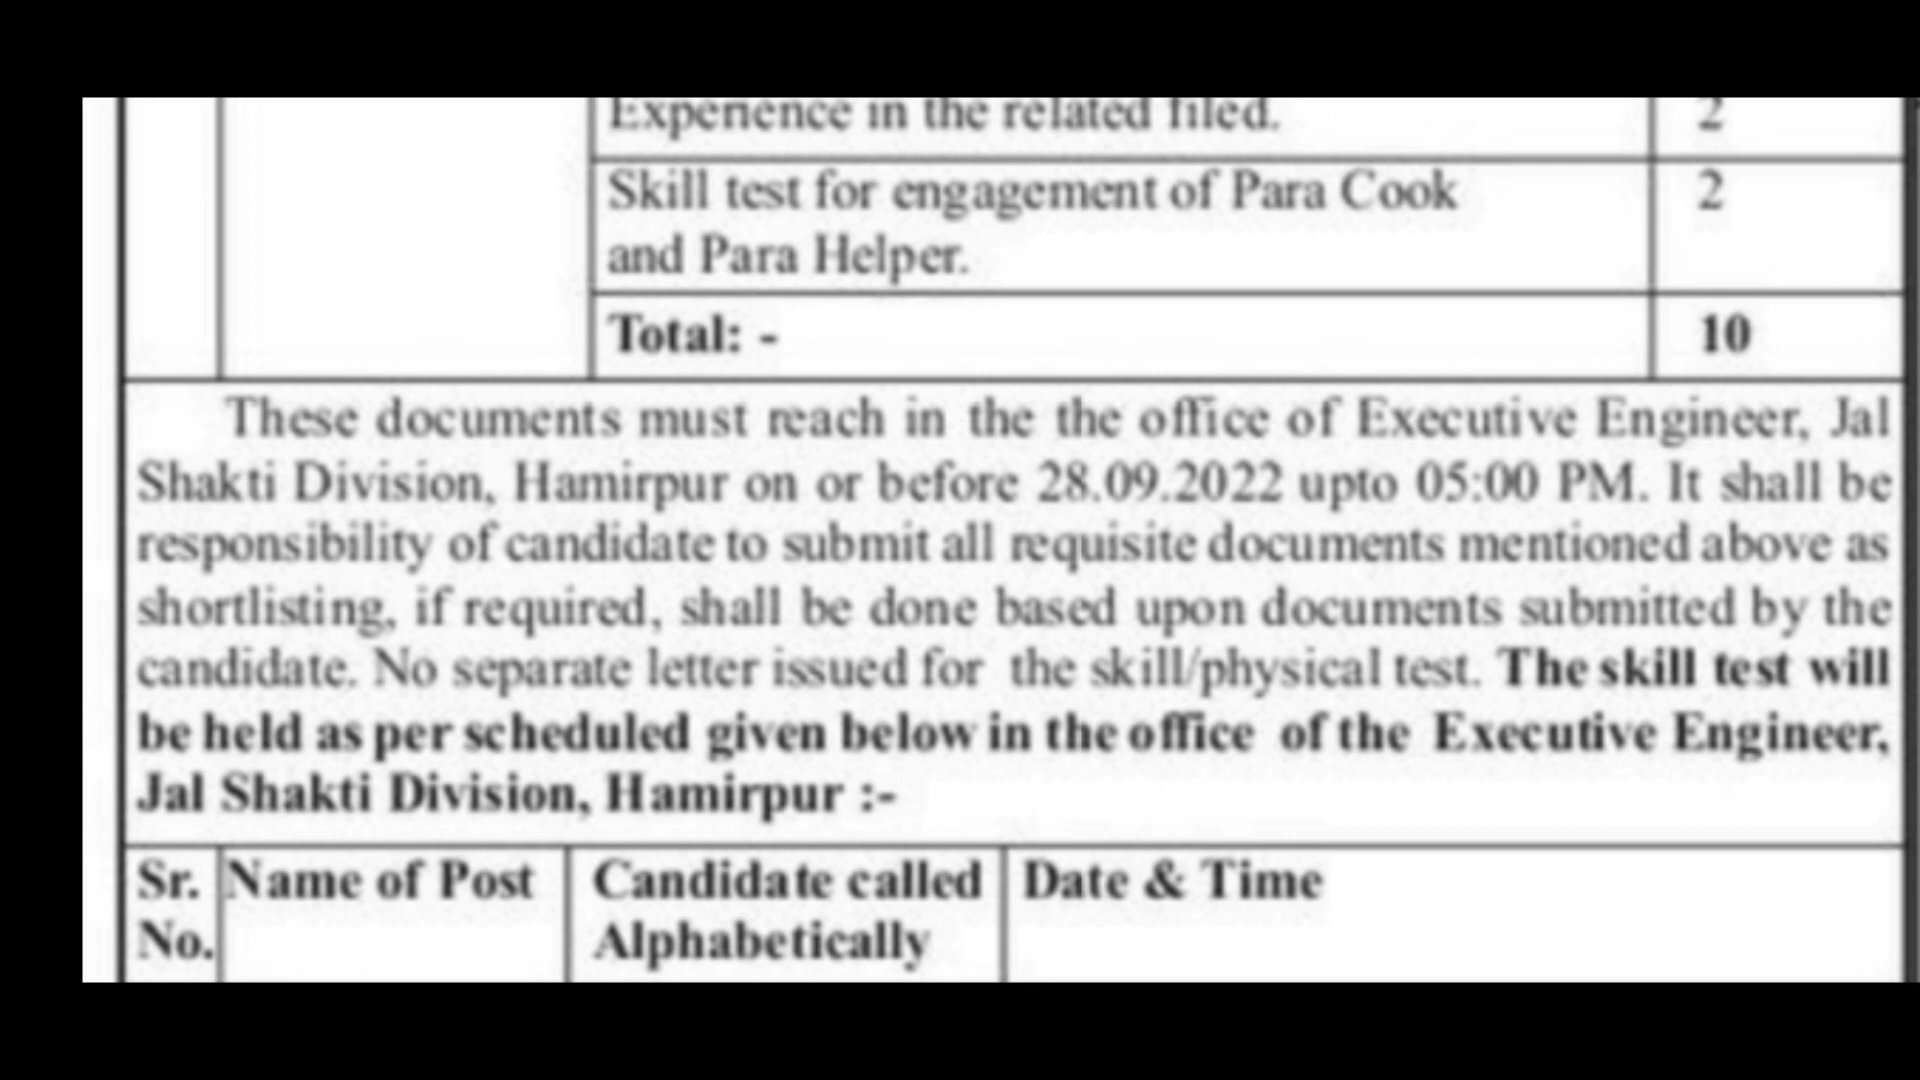 Experience in the related filed. 2
Skill test for engagement of Para Cook 2
and Para Helper.
Total: - 10
These documents must reach in the the office of Executive Engineer, Jal
Shakti Division, Hamirpur on or before 28.09.2022 upto 05:00 PM. It shall be
responsibility of candidate to submit all requisite documents mentioned above as
shortlisting, if required, shall be done based upon documents submitted by the
candidate. No separate letter issued for the skill/physical test. The skill test will
be held as per scheduled given below in the office of the Executive Engineer,
Jal Shakti Division, Hamirpur :-
Sr. Name of Post Candidate called Date & Time
No. Alphabetically